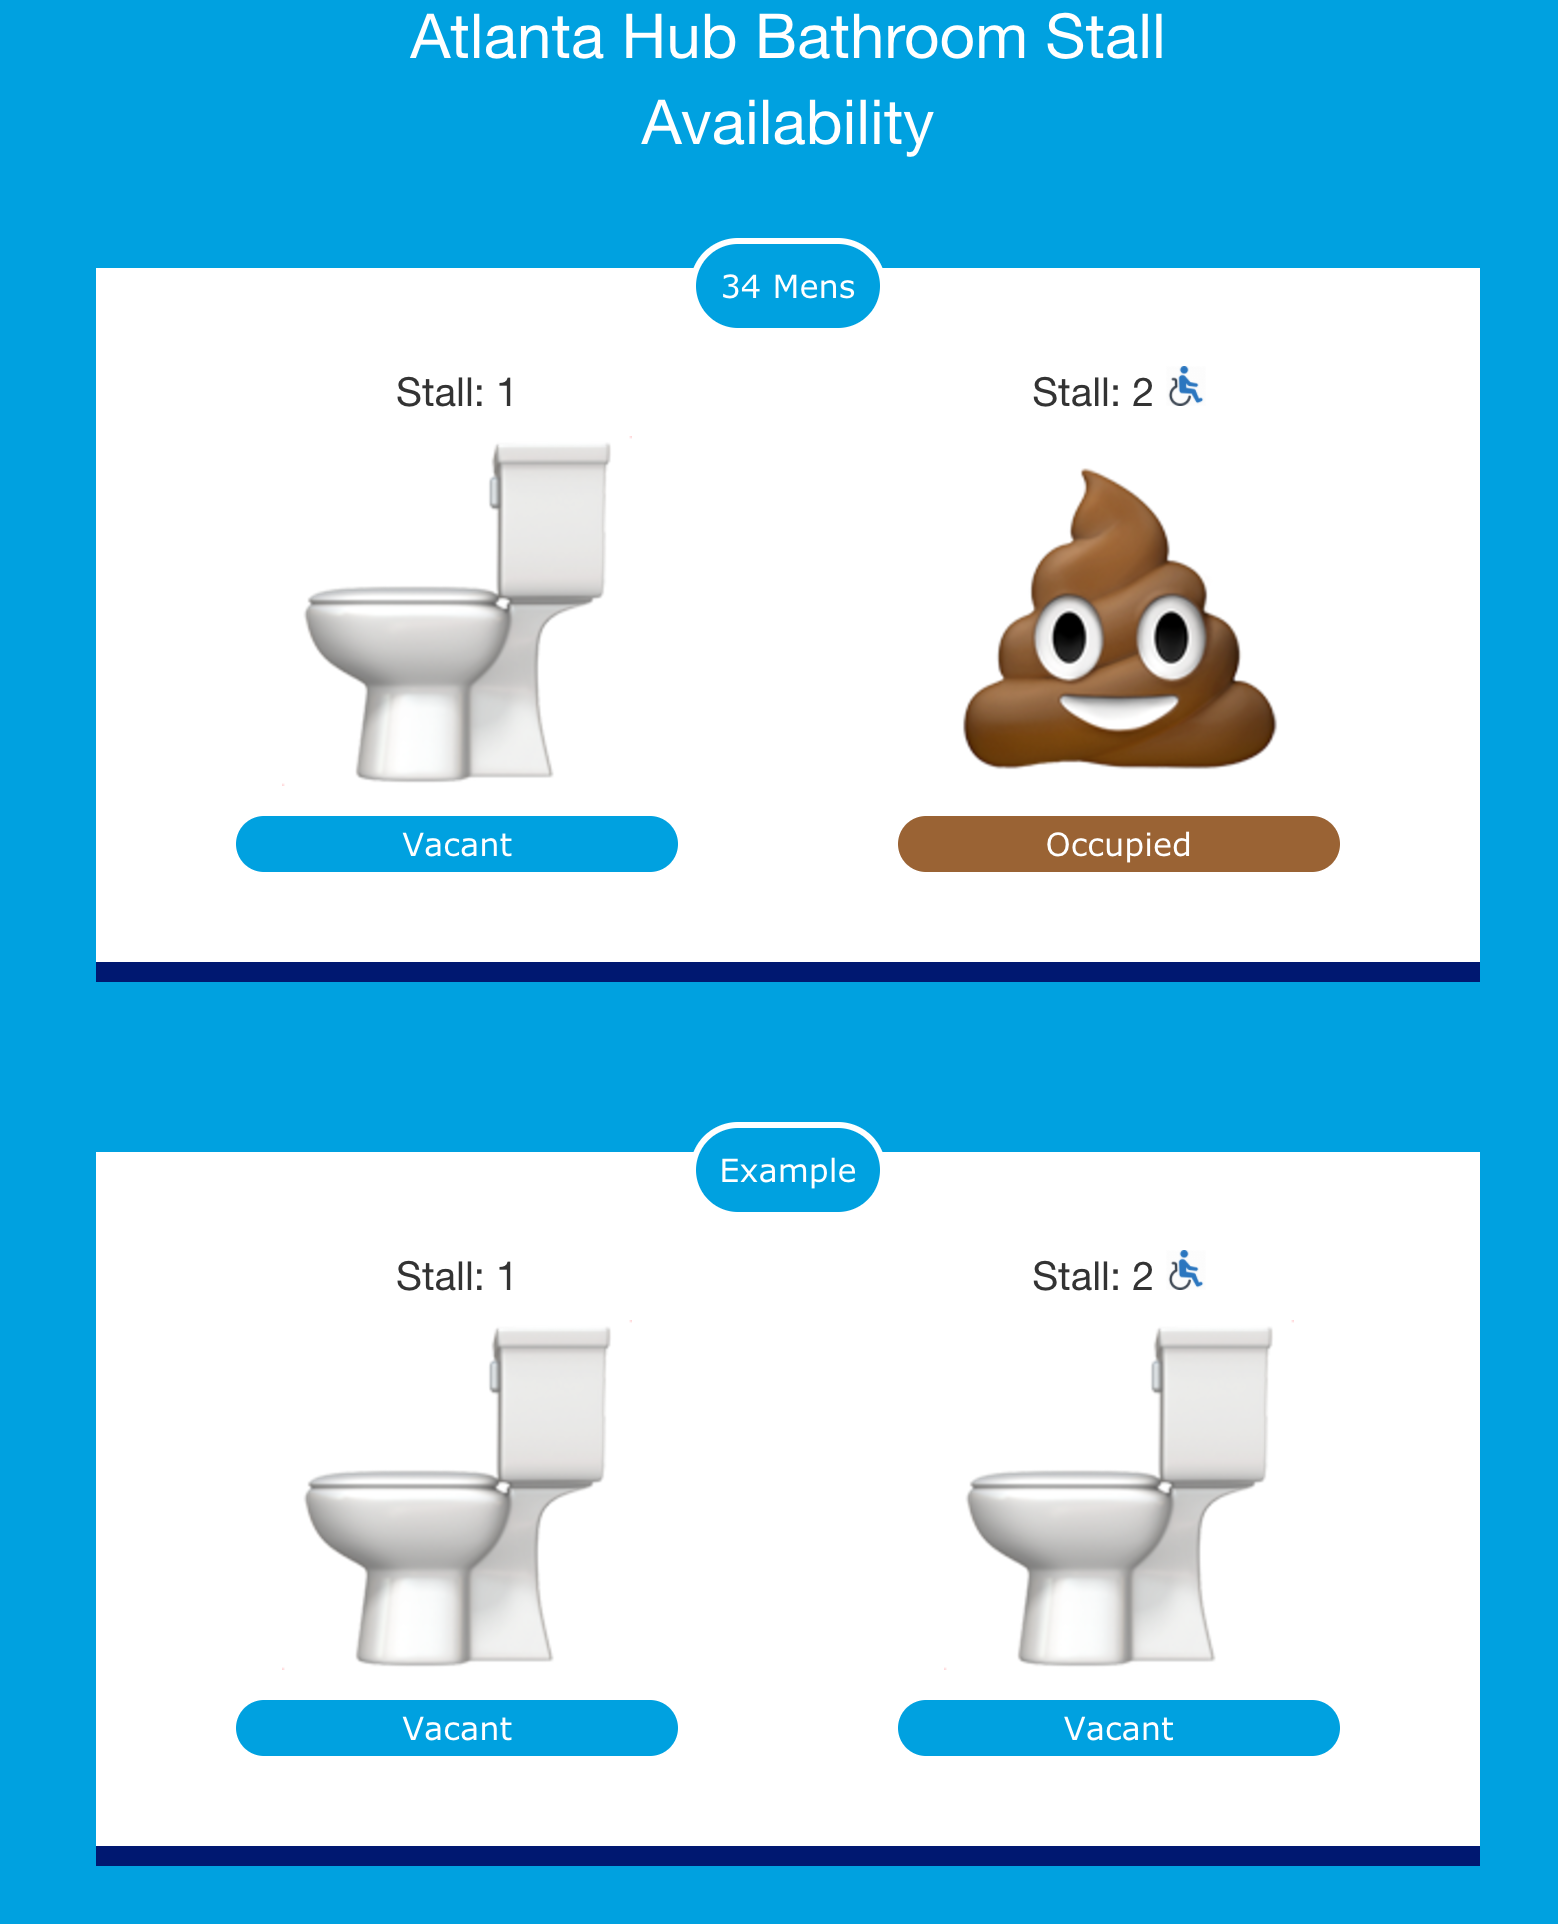 Atlanta Hub Bathroom Stall
Availability
34 Mens
Stall: 1
Stall: 2
Vacant
Occupied
Example
Stall: 1
Stall: 2
Vacant
Vacant